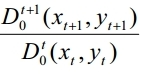 D_0^{t+1}(x_{t+1}, y_{t+1})
D_0^t(x_t, y_t)